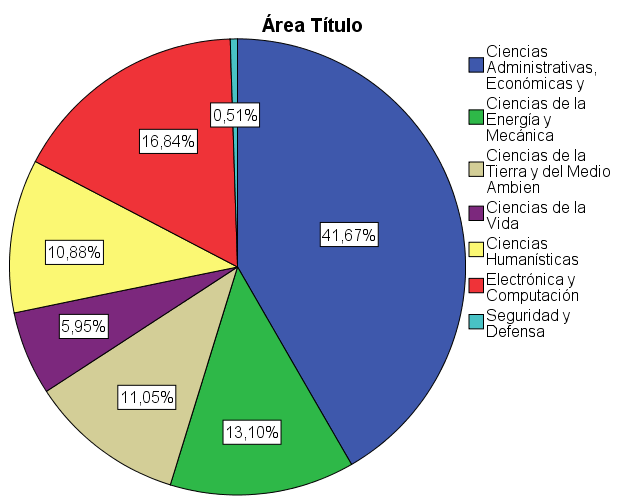 Área Título
Ciencias
Administrativas,
Económicas y
Ciencias de la
Energía y
Mecánica
Ciencias de la
Tierra y del Medio
Ambien
Ciencias de la
Vida
Ciencias
Humanísticas
Electrónica y
Computación
Seguridad y
Defensa
0,51%
16,84%
41,67%
10,88%
5,95%
11,05%
13,10%